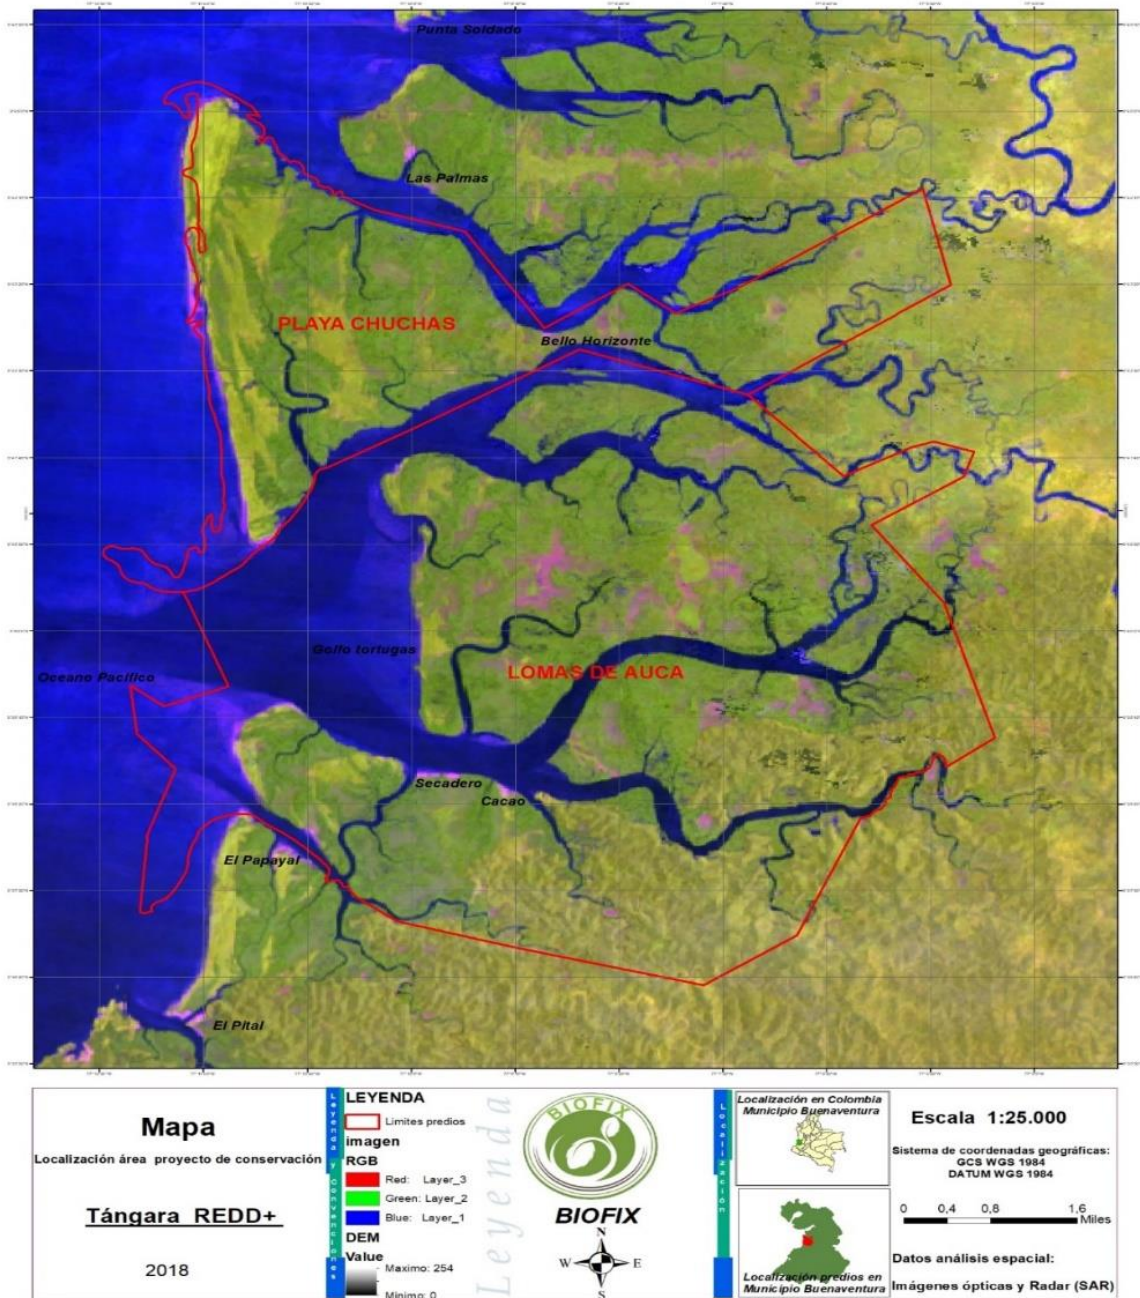 Punta Soldado
Las Palmas
PLAYA CHUCHAS
Bello Horizonte
Golfo tortugas
LOMAS DE AUCA
Oceano Pacifico
Secadero
Cacao
El Papayal
El Pital
Mapa
Localización área proyecto de conservación
Tángara REDD+
2018
Leyenda y Convenciones
LEYENDA
Limites predios
imagen
RGB
Red: Layer_3
Green: Layer_2
Blue: Layer_1
DEM
Value
Maximo: 254
Minimo: 0
Leyenda
BIOFIX
BIOFIX
N
W E
S
Localización
Localización en Colombia
Municipio Buenaventura
Localización predios en
Municipio Buenaventura
Escala 1:25.000
Sistema de coordenadas geográficas:
GCS WGS 1984
DATUM WGS 1984
0 0,4 0,8 1,6
Miles
Datos análisis espacial:
Imágenes ópticas y Radar (SAR)